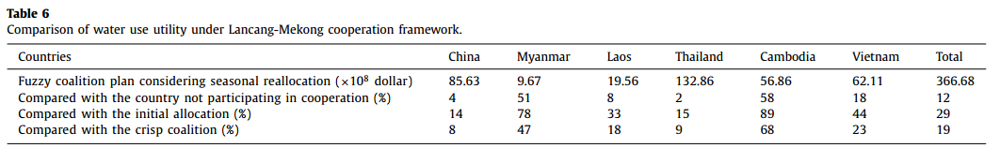 Table 6
Comparison of water use utility under Lancang-Mekong cooperation framework.
Countries China Myanmar Laos Thailand Cambodia Vietnam Total
Fuzzy coalition plan considering seasonal reallocation (×10⁸ dollar) 85.63 9.67 19.56 132.86 56.86 62.11 366.68
Compared with the country not participating in cooperation (%) 4 51 8 2 58 18 12
Compared with the initial allocation (%) 14 78 33 15 89 44 29
Compared with the crisp coalition (%) 8 47 18 9 68 23 19